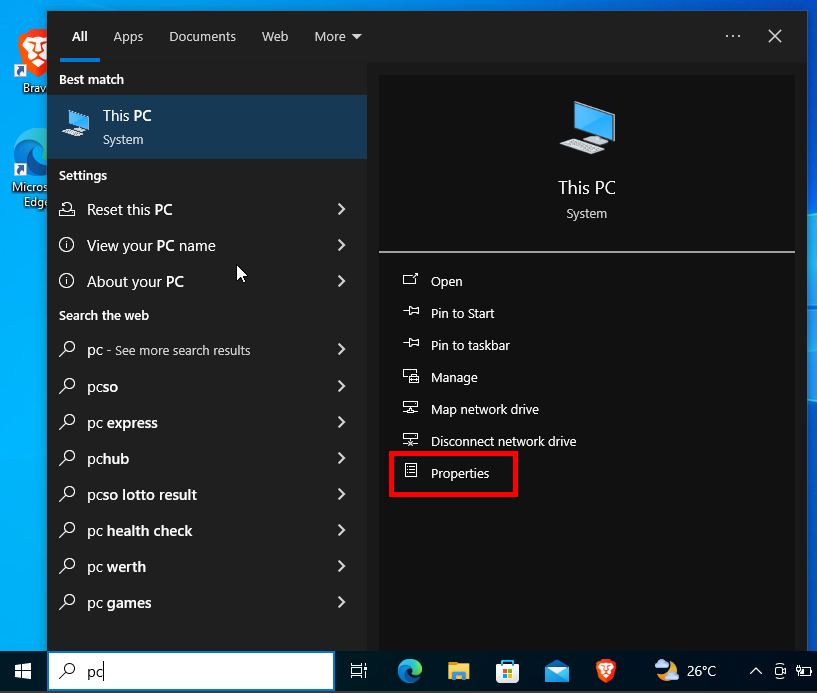 All Apps Documents Web More
Brav
Micros
Edge
Best match
This PC
System
Settings
Reset this PC
View your PC name
About your PC
Search the web
pc - See more search results
pcso
pc express
pchub
pcso lotto result
pc health check
pc werth
pc games
This PC
System
Open
Pin to Start
Pin to taskbar
Manage
Map network drive
Disconnect network drive
Properties
pc
26°C